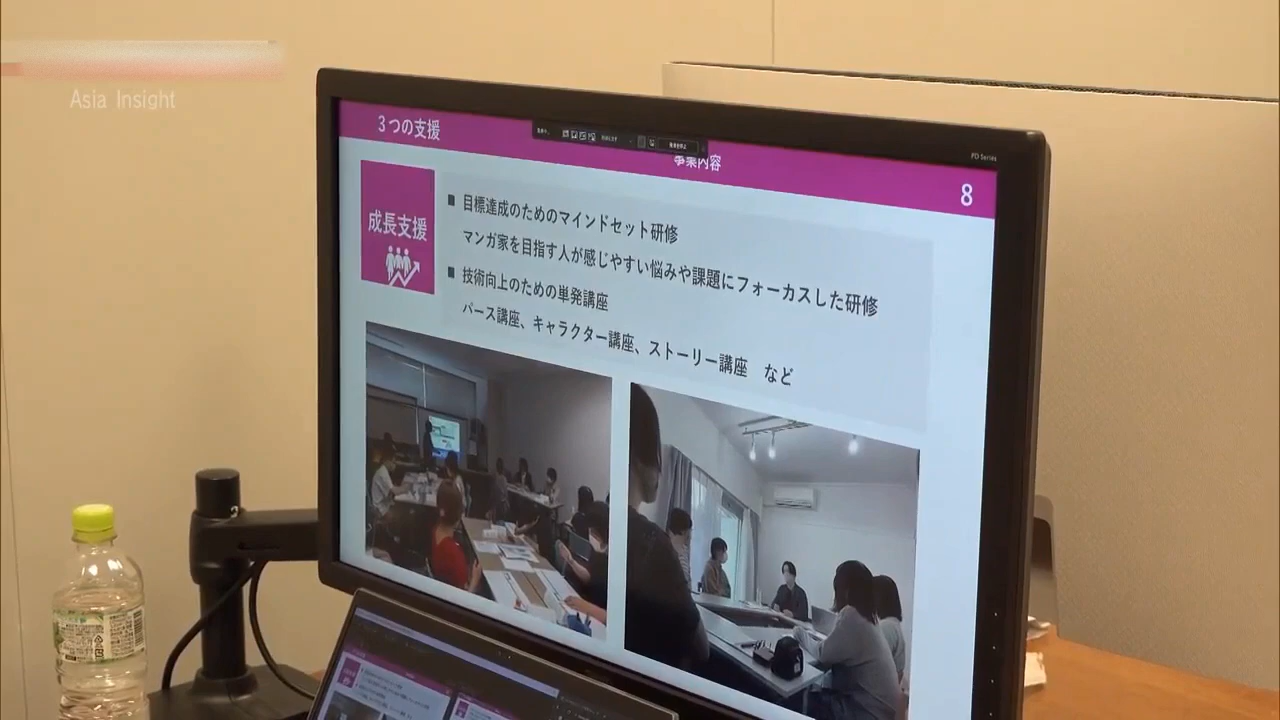 Asia Insight
3つの支援
事業内容
PD Series
8
成長支援
■ 目標達成のためのマインドセット研修
マンガ家を目指す人が感じやすい悩みや課題にフォーカスした研修
■ 技術向上のための単発講座
パース講座、キャラクター講座、ストーリー講座 など